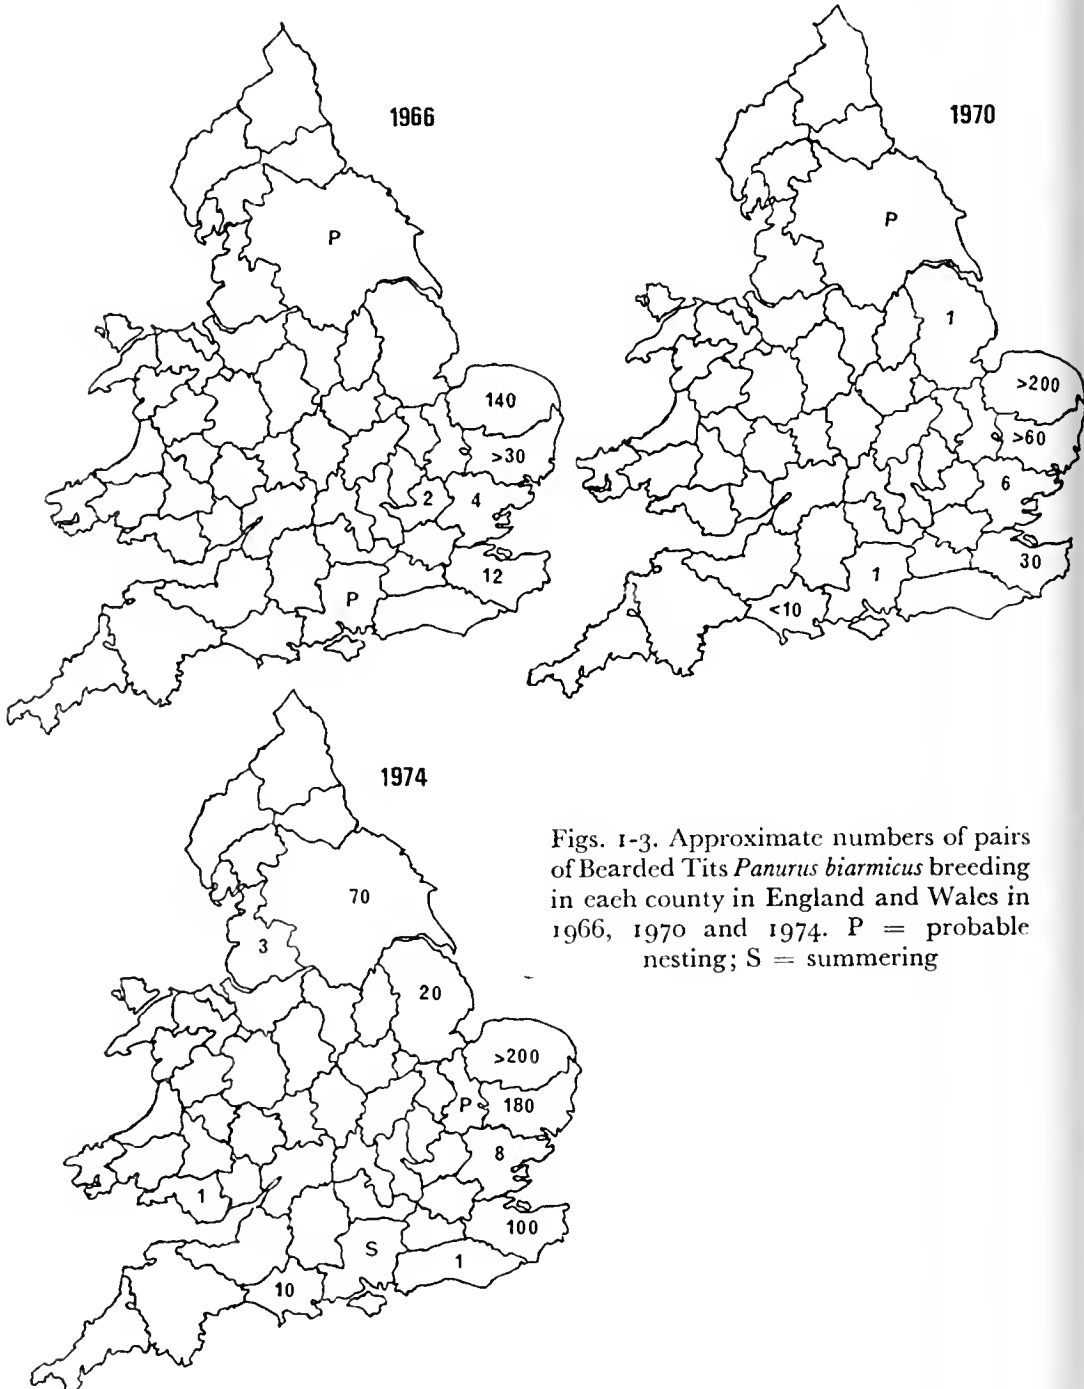 1966
P
140
>30
2
4
12
P
1970
P
1
>200
>60
6
30
1
<10
1974
70
3
20
>200
P
180
8
1
100
S
1
10
Figs. 1-3. Approximate numbers of pairs
of Bearded Tits Panurus biarmicus breeding
in each county in England and Wales in
1966, 1970 and 1974. P = probable
nesting; S = summering